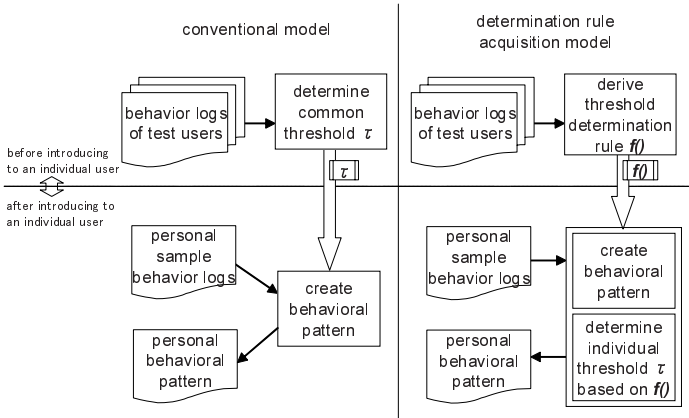 conventional model
determination rule
acquisition model
behavior logs
of test users
determine
common
threshold τ
behavior logs
of test users
derive
threshold
determination
rule f()
before introducing
to an individual user
τ
f()
after introducing to
an individual user
personal
sample
behavior logs
create
behavioral
pattern
personal
behavioral
pattern
personal
sample
behavior logs
create
behavioral
pattern
determine
individual
threshold τ
based on f()
personal
behavioral
pattern